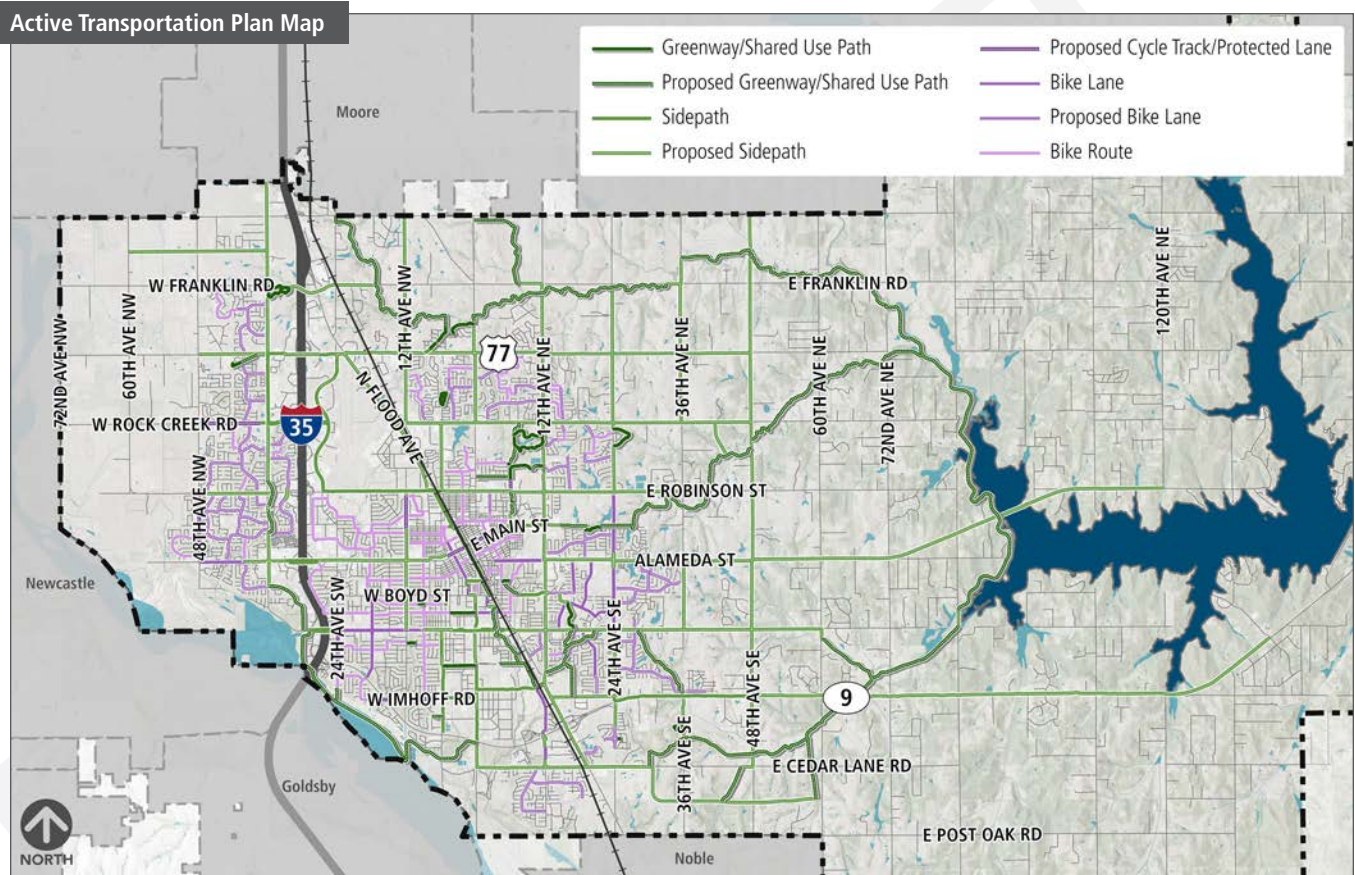 Active Transportation Plan Map
Greenway/Shared Use Path
Proposed Greenway/Shared Use Path
Sidepath
Proposed Sidepath
Proposed Cycle Track/Protected Lane
Bike Lane
Proposed Bike Lane
Bike Route
Moore
W FRANKLIN RD
E FRANKLIN RD
72ND AVE NW
60TH AVE NW
12TH AVE NW
77
12TH AVE NE
36TH AVE NE
60TH AVE NE
72ND AVE NE
120TH AVE NE
N FLOOD AVE
W ROCK CREEK RD
35
48TH AVE NW
E ROBINSON ST
E MAIN ST
ALAMEDA ST
Newcastle
W BOYD ST
24TH AVE SW
24TH AVE SE
48TH AVE SE
W IMHOFF RD
9
36TH AVE SE
E CEDAR LANE RD
Goldsby
E POST OAK RD
Noble
NORTH